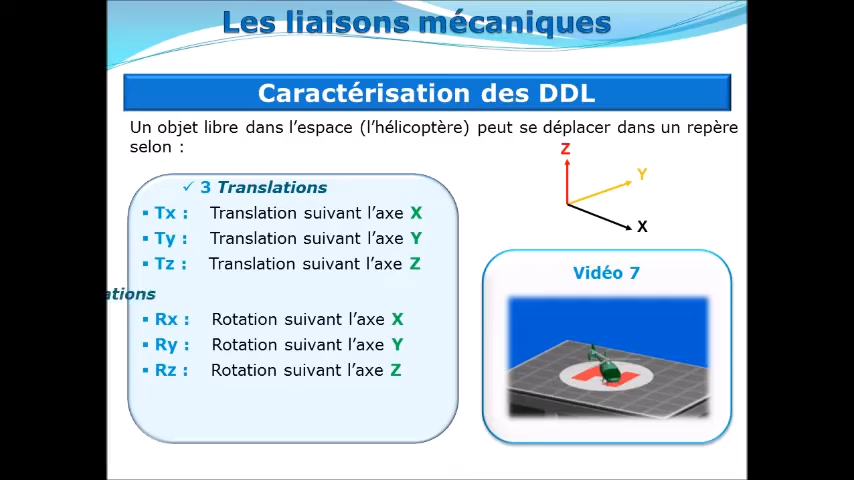 Les liaisons mécaniques
Caractérisation des DDL
Un objet libre dans l’espace (l’hélicoptère) peut se déplacer dans un repère
selon :
✓ 3 Translations
▪ Tx : Translation suivant l’axe X
▪ Ty : Translation suivant l’axe Y
▪ Tz : Translation suivant l’axe Z
ations
▪ Rx : Rotation suivant l’axe X
▪ Ry : Rotation suivant l’axe Y
▪ Rz : Rotation suivant l’axe Z
Z
Y
X
Vidéo 7